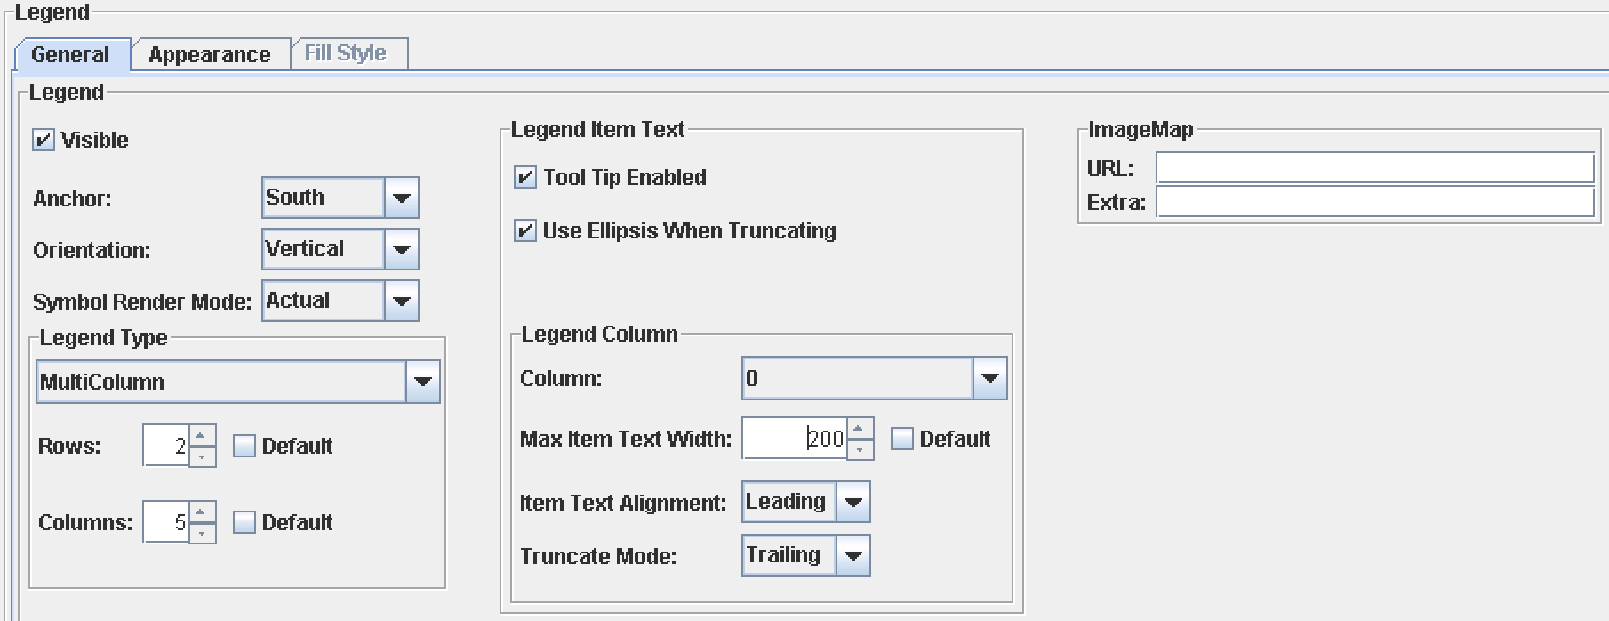 Legend
General Appearance Fill Style
Legend
Visible
Anchor: South
Orientation: Vertical
Symbol Render Mode: Actual
Legend Type
MultiColumn
Rows: 2 Default
Columns: 5 Default
Legend Item Text
Tool Tip Enabled
Use Ellipsis When Truncating
Legend Column
Column: 0
Max Item Text Width: 200 Default
Item Text Alignment: Leading
Truncate Mode: Trailing
ImageMap
URL:
Extra: